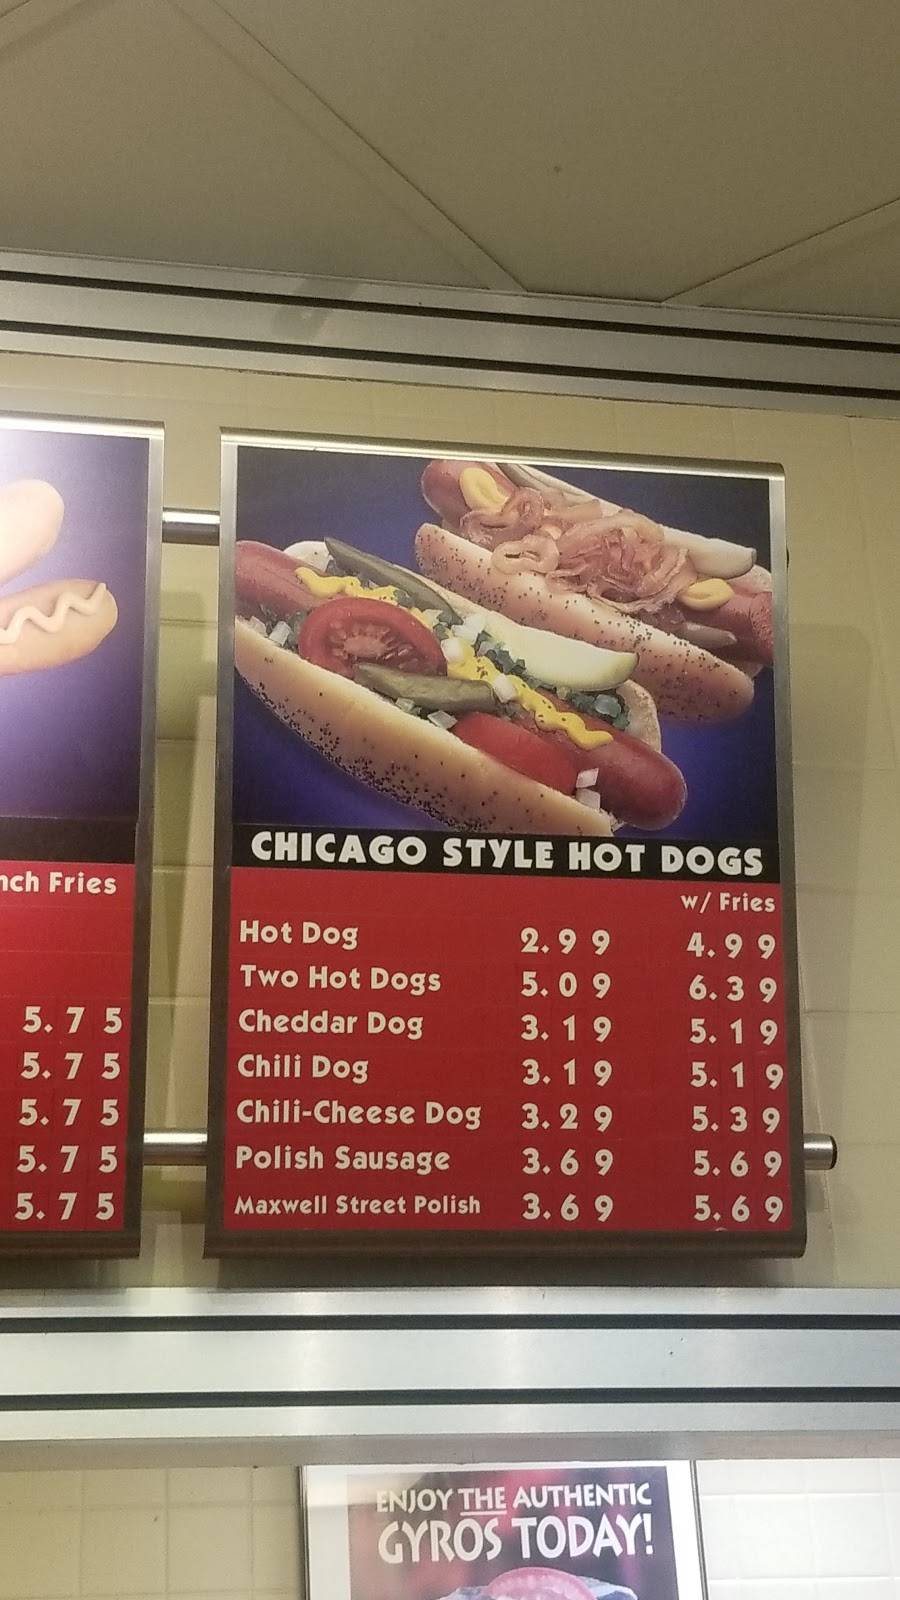 CHICAGO STYLE HOT DOGS
w/ Fries
Hot Dog 2.99 4.99
Two Hot Dogs 5.09 6.39
Cheddar Dog 3.19 5.19
Chili Dog 3.19 5.19
Chili-Cheese Dog 3.29 5.39
Polish Sausage 3.69 5.69
Maxwell Street Polish 3.69 5.69
Fries
5.75
5.75
5.75
5.75
5.75
ENJOY THE AUTHENTIC
GYROS TODAY!